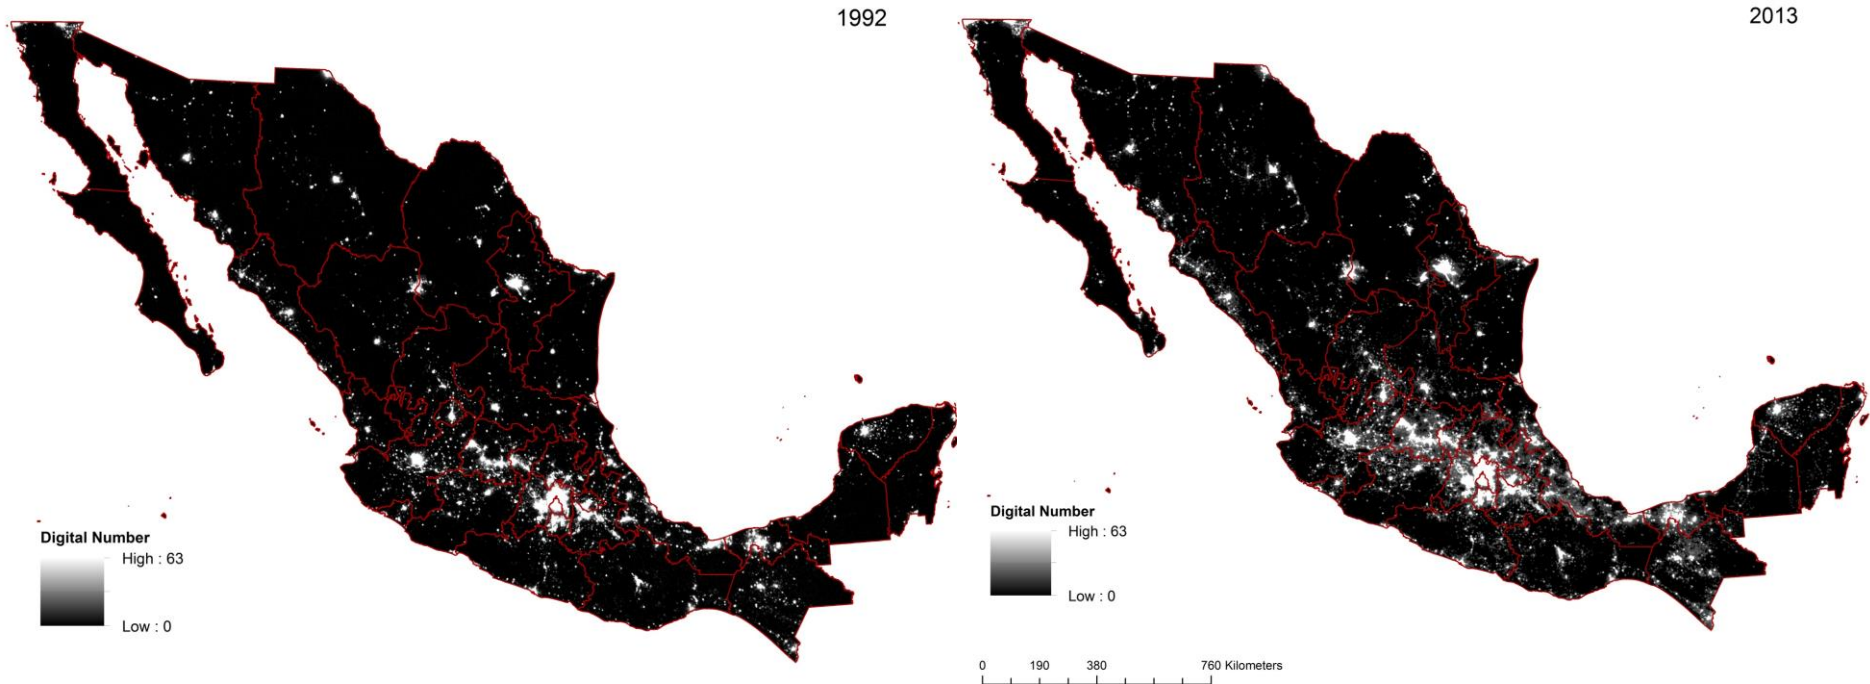 1992
2013
Digital Number
High : 63
Low : 0
Digital Number
High : 63
Low : 0
0 190 380 760 Kilometers